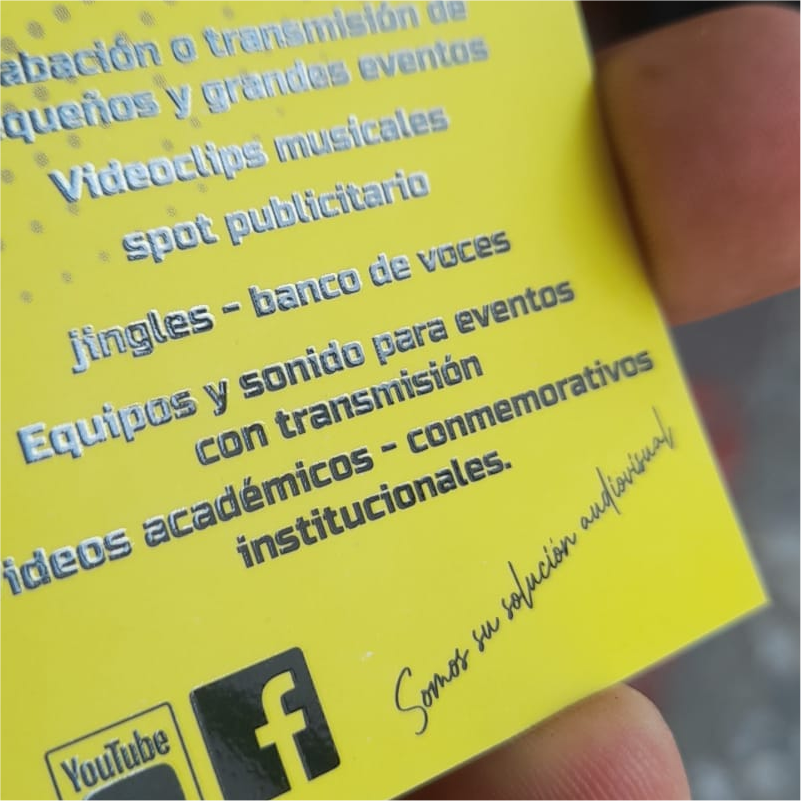 abación o transmisión de
queños y grandes eventos
Videoclips musicales
spot publicitario
jingles - banco de voces
Equipos y sonido para eventos
con transmisión
ideos académicos - conmemorativos
institucionales.
Somos su solución audiovisual
YouTube
f